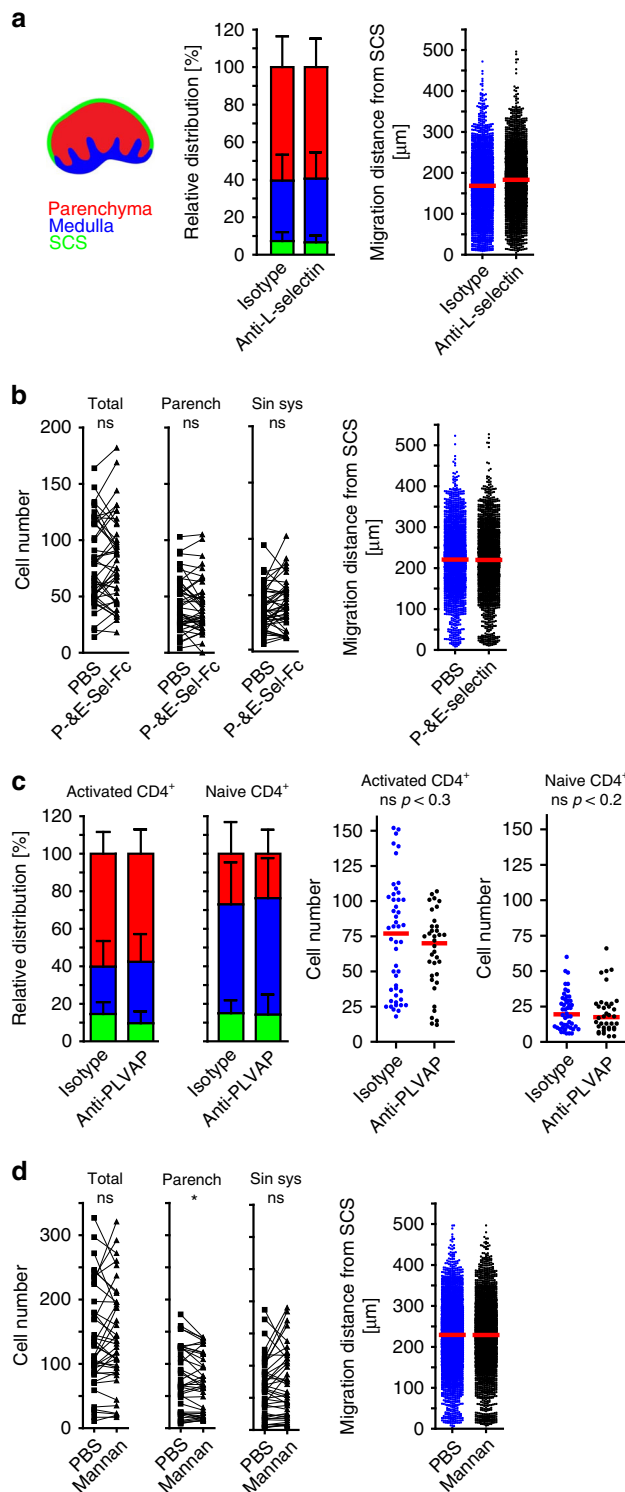 a
Parenchyma
Medulla
SCS
Relative distribution [%]
120
100
80
60
40
20
0
Isotype
Anti-L-selectin
Migration distance from SCS
[µm]
500
400
300
200
100
0
Isotype
Anti-L-selectin
b
Total
ns
Parench
ns
Sin sys
ns
Cell number
200
150
100
50
0
PBS
P-&E-Sel-Fc
PBS
P-&E-Sel-Fc
PBS
P-&E-Sel-Fc
Migration distance from SCS
[µm]
500
400
300
200
100
0
PBS
P-&E-selectin
c
Activated CD4⁺
Naive CD4⁺
Relative distribution [%]
120
100
80
60
40
20
0
Isotype
Anti-PLVAP
Isotype
Anti-PLVAP
Activated CD4⁺
ns p < 0.3
Cell number
150
125
100
75
50
25
0
Isotype
Anti-PLVAP
Naive CD4⁺
ns p < 0.2
Cell number
150
125
100
75
50
25
0
Isotype
Anti-PLVAP
d
Total
ns
Parench
*
Sin sys
ns
Cell number
300
200
100
0
PBS
Mannan
PBS
Mannan
PBS
Mannan
Migration distance from SCS
[µm]
500
400
300
200
100
0
PBS
Mannan